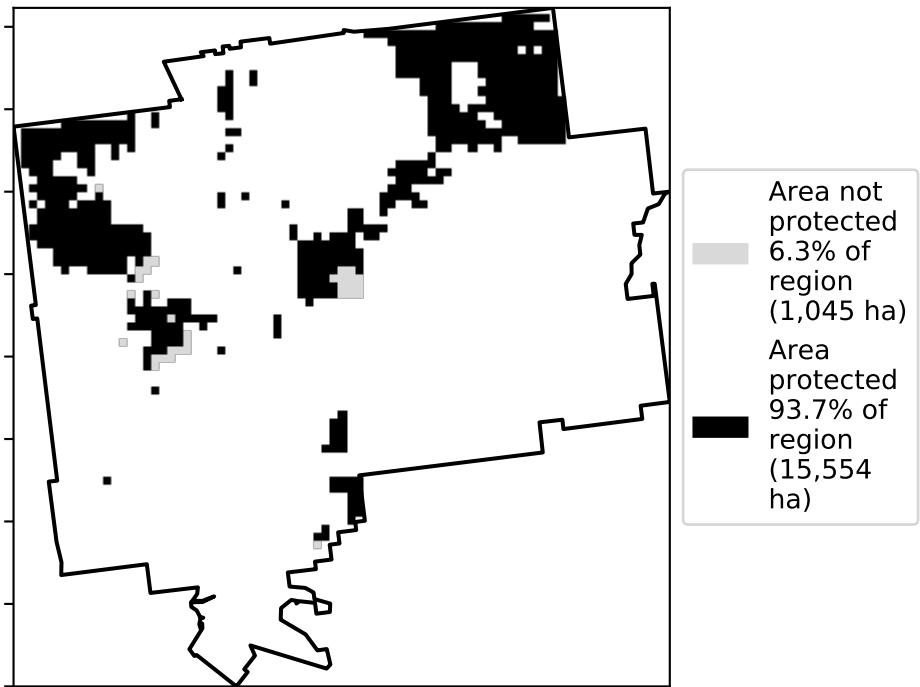 Area not
protected
6.3% of
region
(1,045 ha)
Area
protected
93.7% of
region
(15,554
ha)